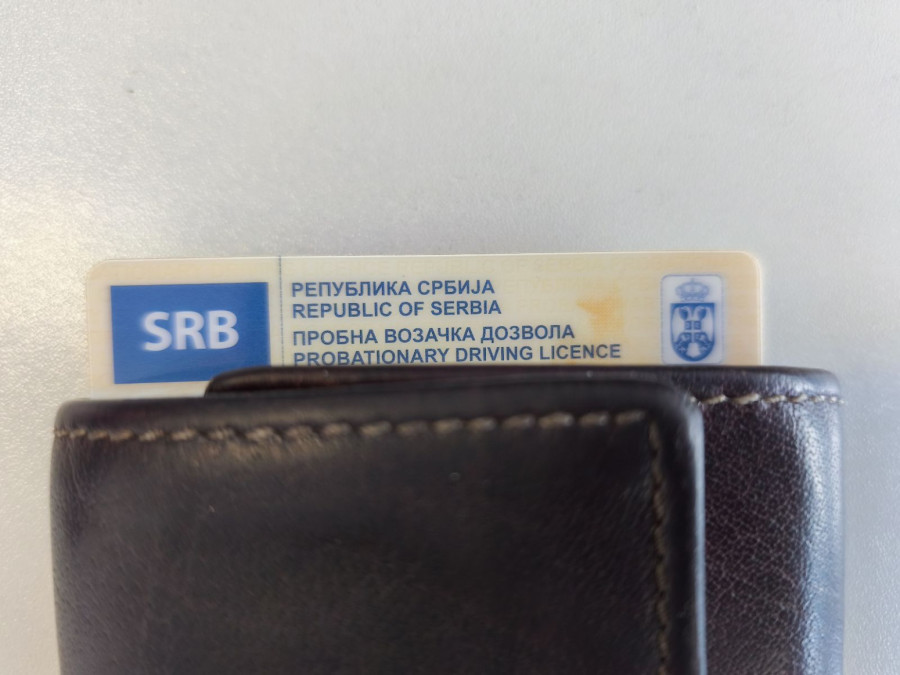 SRB
РЕПУБЛИКА СРБИЈА
REPUBLIC OF SERBIA
ПРОБНА ВОЗАЧКА ДОЗВОЛА
PROBATIONARY DRIVING LICENCE